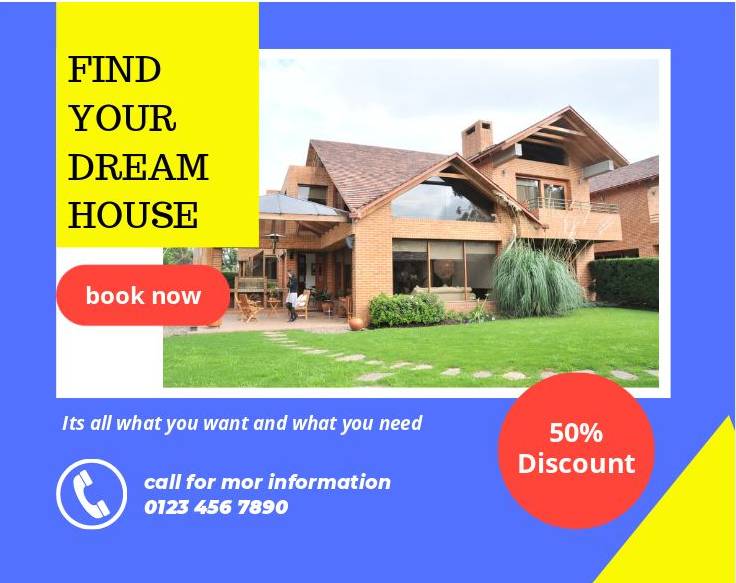 FIND
YOUR
DREAM
HOUSE
book now
Its all what you want and what you need
50%
Discount
call for mor information
0123 456 7890